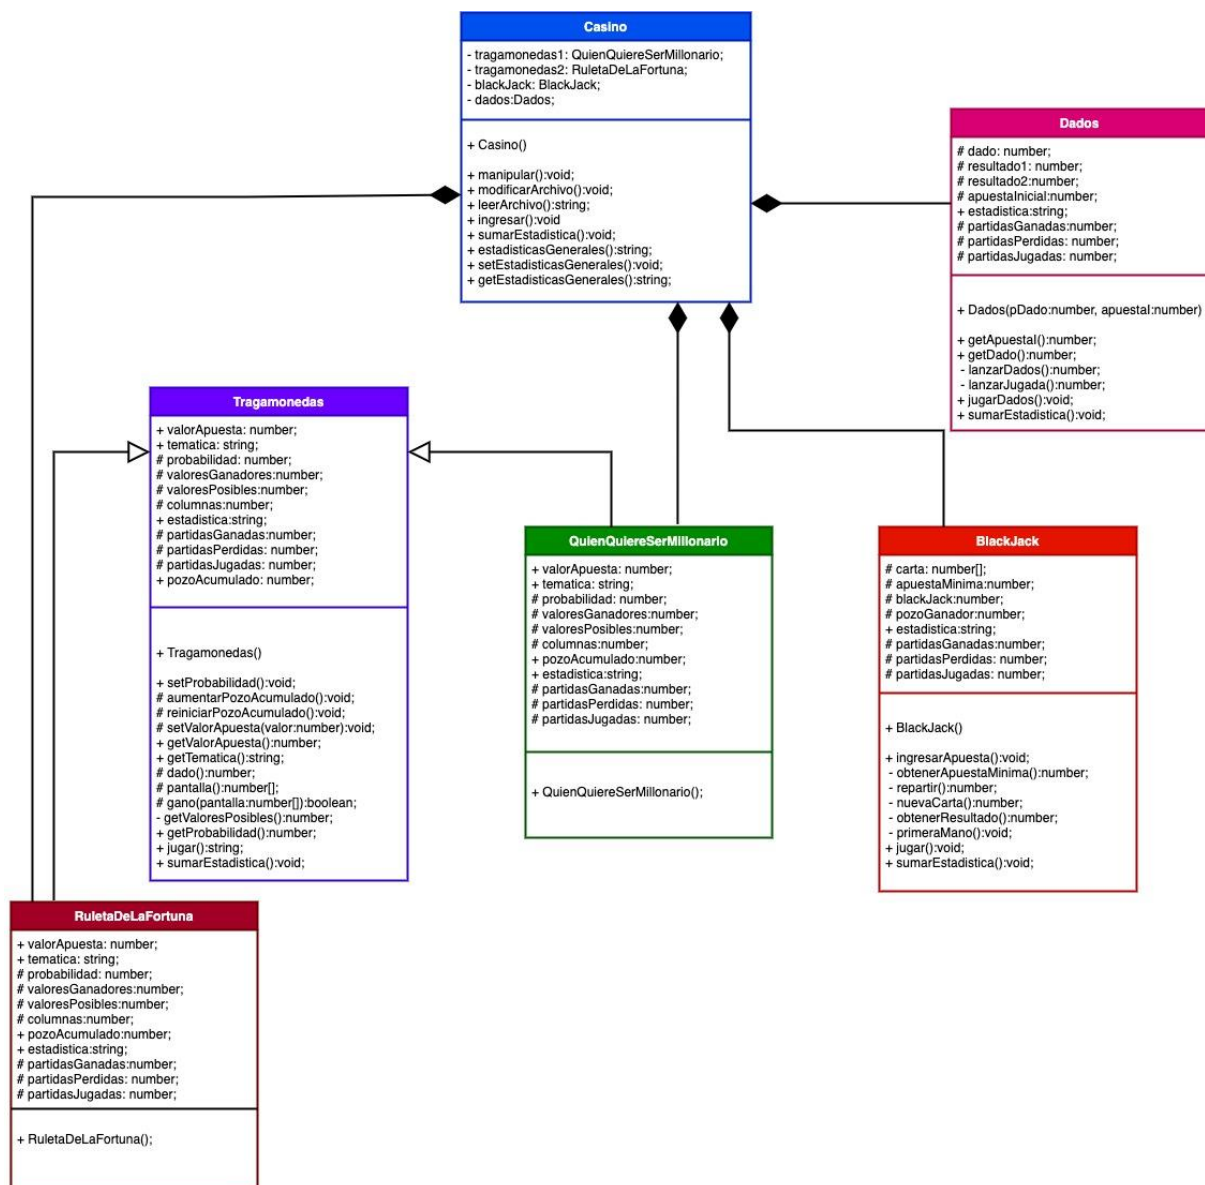 Casino
- tragamonedas1: QuienQuiereSerMillonario;
- tragamonedas2: RuletaDeLaFortuna;
- blackJack: BlackJack;
- dados:Dados;
+ Casino()
+ manipular():void;
+ modificarArchivo():void;
+ leerArchivo():string;
+ ingresar():void
+ sumarEstadistica():void;
+ estadisticasGenerales():string;
+ setEstadisticasGenerales():void;
+ getEstadisticasGenerales():string;
Dados
# dado: number;
# resultado1: number;
# resultado2:number;
# apuestaInicial:number;
+ estadistica:string;
# partidasGanadas:number;
# partidasPerdidas: number;
# partidasJugadas: number;
+ Dados(pDado:number, apuestaI:number)
+ getApuestaI():number;
+ getDado():number;
- lanzarDados():number;
- lanzarJugada():number;
+ jugarDados():void;
+ sumarEstadistica():void;
Tragamonedas
+ valorApuesta: number;
+ tematica: string;
# probabilidad: number;
# valoresGanadores:number;
# valoresPosibles:number;
# columnas:number;
+ estadistica:string;
# partidasGanadas:number;
# partidasPerdidas: number;
# partidasJugadas: number;
+ pozoAcumulado: number;
+ Tragamonedas()
+ setProbabilidad():void;
# aumentarPozoAcumulado():void;
# reiniciarPozoAcumulado():void;
# setValorApuesta(valor:number):void;
+ getValorApuesta():number;
+ getTematica():string;
# dado():number;
# pantalla():number[];
# gano(pantalla:number[]):boolean;
- getValoresPosibles():number;
+ getProbabilidad():number;
+ jugar():string;
+ sumarEstadistica():void;
QuienQuiereSerMillonario
+ valorApuesta: number;
+ tematica: string;
# probabilidad: number;
# valoresGanadores:number;
# valoresPosibles:number;
# columnas:number;
+ pozoAcumulado:number;
+ estadistica:string;
# partidasGanadas:number;
# partidasPerdidas: number;
# partidasJugadas: number;
+ QuienQuiereSerMillonario();
BlackJack
# carta: number[];
# apuestaMinima:number;
# blackJack:number;
# pozoGanador:number;
+ estadistica:string;
# partidasGanadas:number;
# partidasPerdidas: number;
# partidasJugadas: number;
+ BlackJack()
+ ingresarApuesta():void;
- obtenerApuestaMinima():number;
- repartir():number;
- nuevaCarta():number;
- obtenerResultado():number;
- primeraMano():void;
+ jugar():void;
+ sumarEstadistica():void;
RuletaDeLaFortuna
+ valorApuesta: number;
+ tematica: string;
# probabilidad: number;
# valoresGanadores:number;
# valoresPosibles:number;
# columnas:number;
+ pozoAcumulado:number;
+ estadistica:string;
# partidasGanadas:number;
# partidasPerdidas: number;
# partidasJugadas: number;
+ RuletaDeLaFortuna();